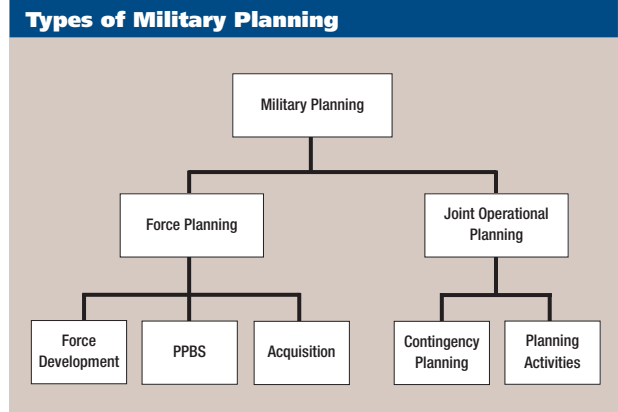 Types of Military Planning
Military Planning
Force Planning
Joint Operational
Planning
Force
Development
PPBS
Acquisition
Contingency
Planning
Planning
Activities